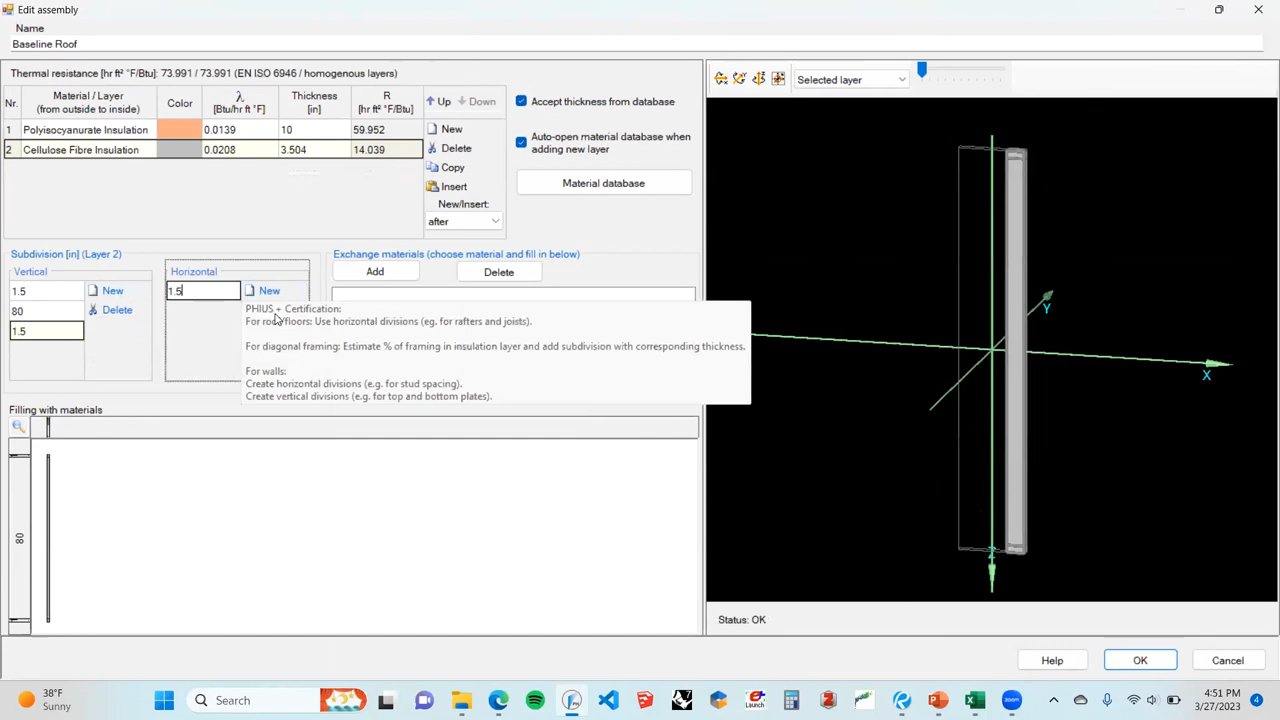 Edit assembly
Name
Baseline Roof
Thermal resistance [hr ft² °F/Btu]: 73.991 / 73.991 (EN ISO 6946 / homogenous layers)
Nr. Material / Layer (from outside to inside) Color λ [Btu/hr ft °F] Thickness [in] R [hr ft² °F/Btu]
1 Polyisocyanurate Insulation 0.0139 10 59.952
2 Cellulose Fibre Insulation 0.0208 3.504 14.039
Up Down
New
Delete
Copy
Insert
New/Insert:
after
Accept thickness from database
Auto-open material database when
adding new layer
Material database
Subdivision [in] (Layer 2)
Vertical
1.5 New
80 Delete
1.5
Horizontal
1.5 New
Exchange materials (choose material and fill in below)
Add Delete
PHIUS + Certification:
For roofs/floors: Use horizontal divisions (eg. for rafters and joists).
For diagonal framing: Estimate % of framing in insulation layer and add subdivision with corresponding thickness.
For walls:
Create horizontal divisions (e.g. for stud spacing).
Create vertical divisions (e.g. for top and bottom plates).
Filling with materials
80
Selected layer
Y
X
Z
Status: OK
Help OK Cancel
38°F
Sunny
Search
Launch
zoom
4:51 PM
3/27/2023
4